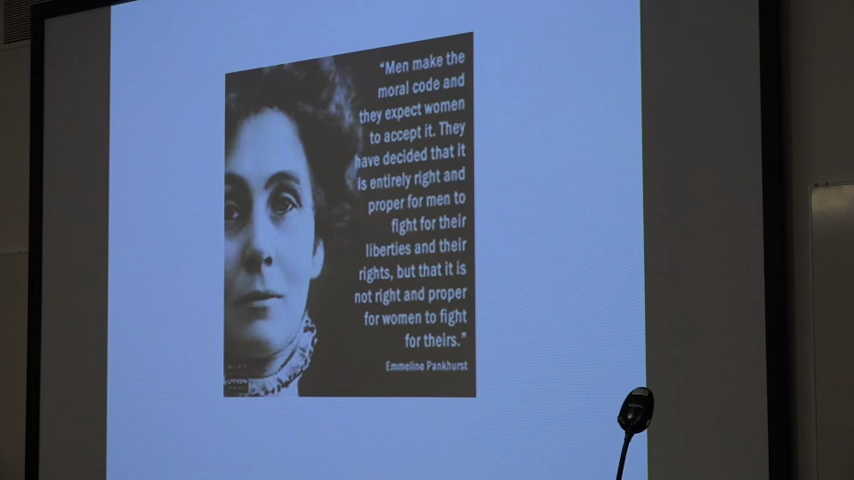 “Men make the
moral code and
they expect women
to accept it. They
have decided that it
is entirely right and
proper for men to
fight for their
liberties and their
rights, but that it is
not right and proper
for women to fight
for theirs.”
Emmeline Pankhurst
UTION